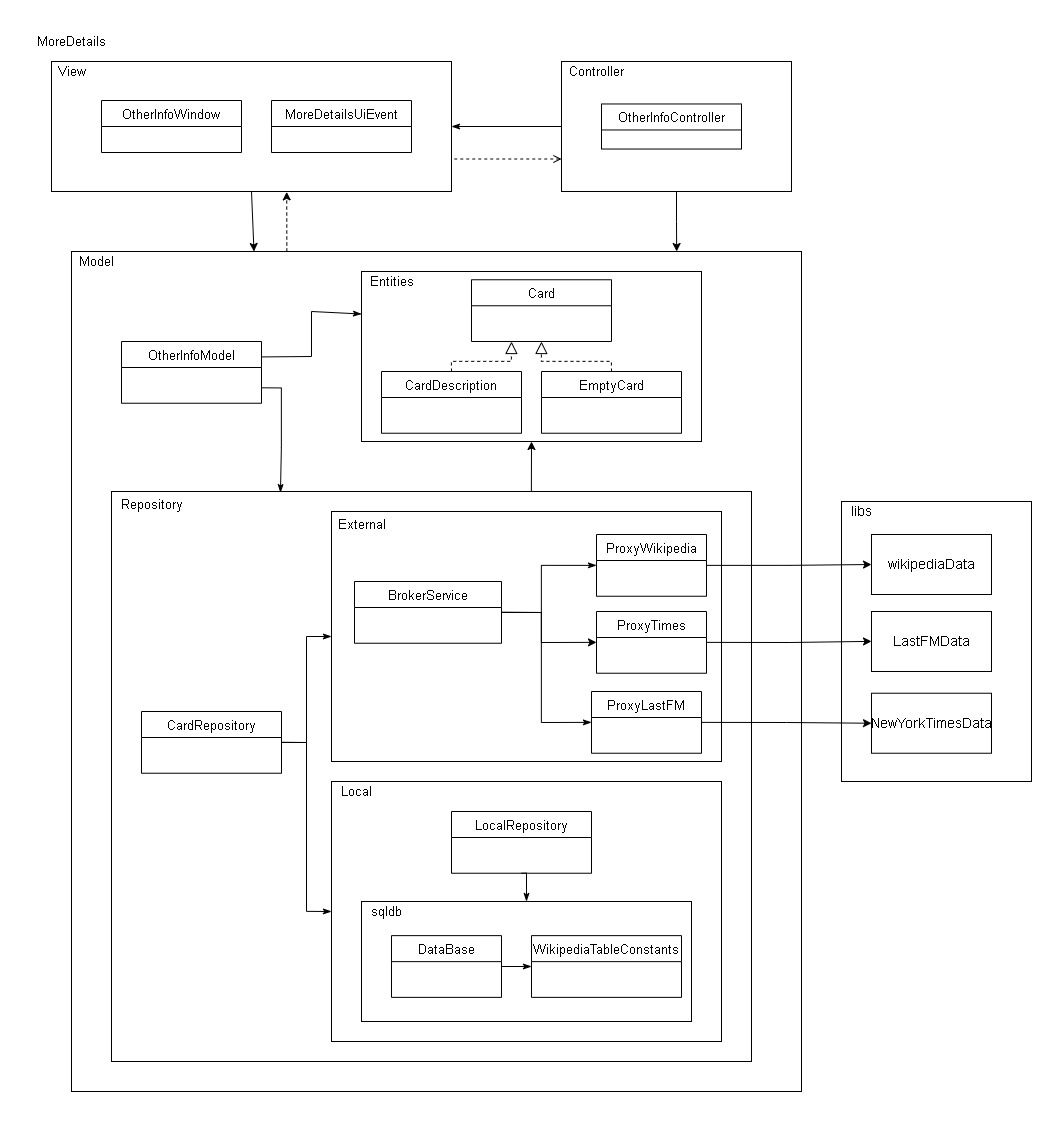 MoreDetails
View
Controller
OtherInfoWindow
MoreDetailsUiEvent
OtherInfoController
Model
Entities
Card
OtherInfoModel
CardDescription
EmptyCard
Repository
libs
External
ProxyWikipedia
wikipediaData
BrokerService
ProxyTimes
LastFMData
ProxyLastFM
NewYorkTimesData
CardRepository
Local
LocalRepository
sqldb
DataBase
WikipediaTableConstants